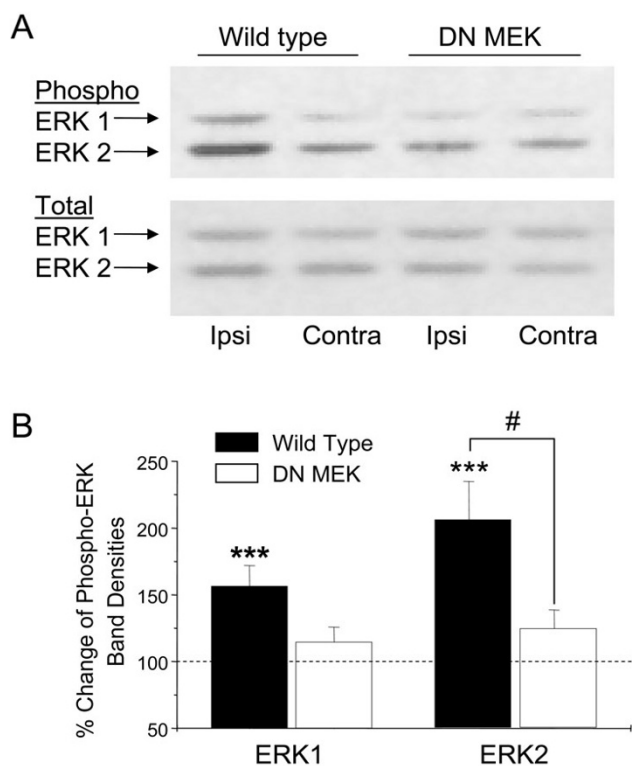 A
Wild type DN MEK
Phospho
ERK 1
ERK 2
Total
ERK 1
ERK 2
Ipsi Contra Ipsi Contra
B
Wild Type
DN MEK
#
***
***
% Change of Phospho-ERK
Band Densities
250
200
150
100
50
ERK1 ERK2